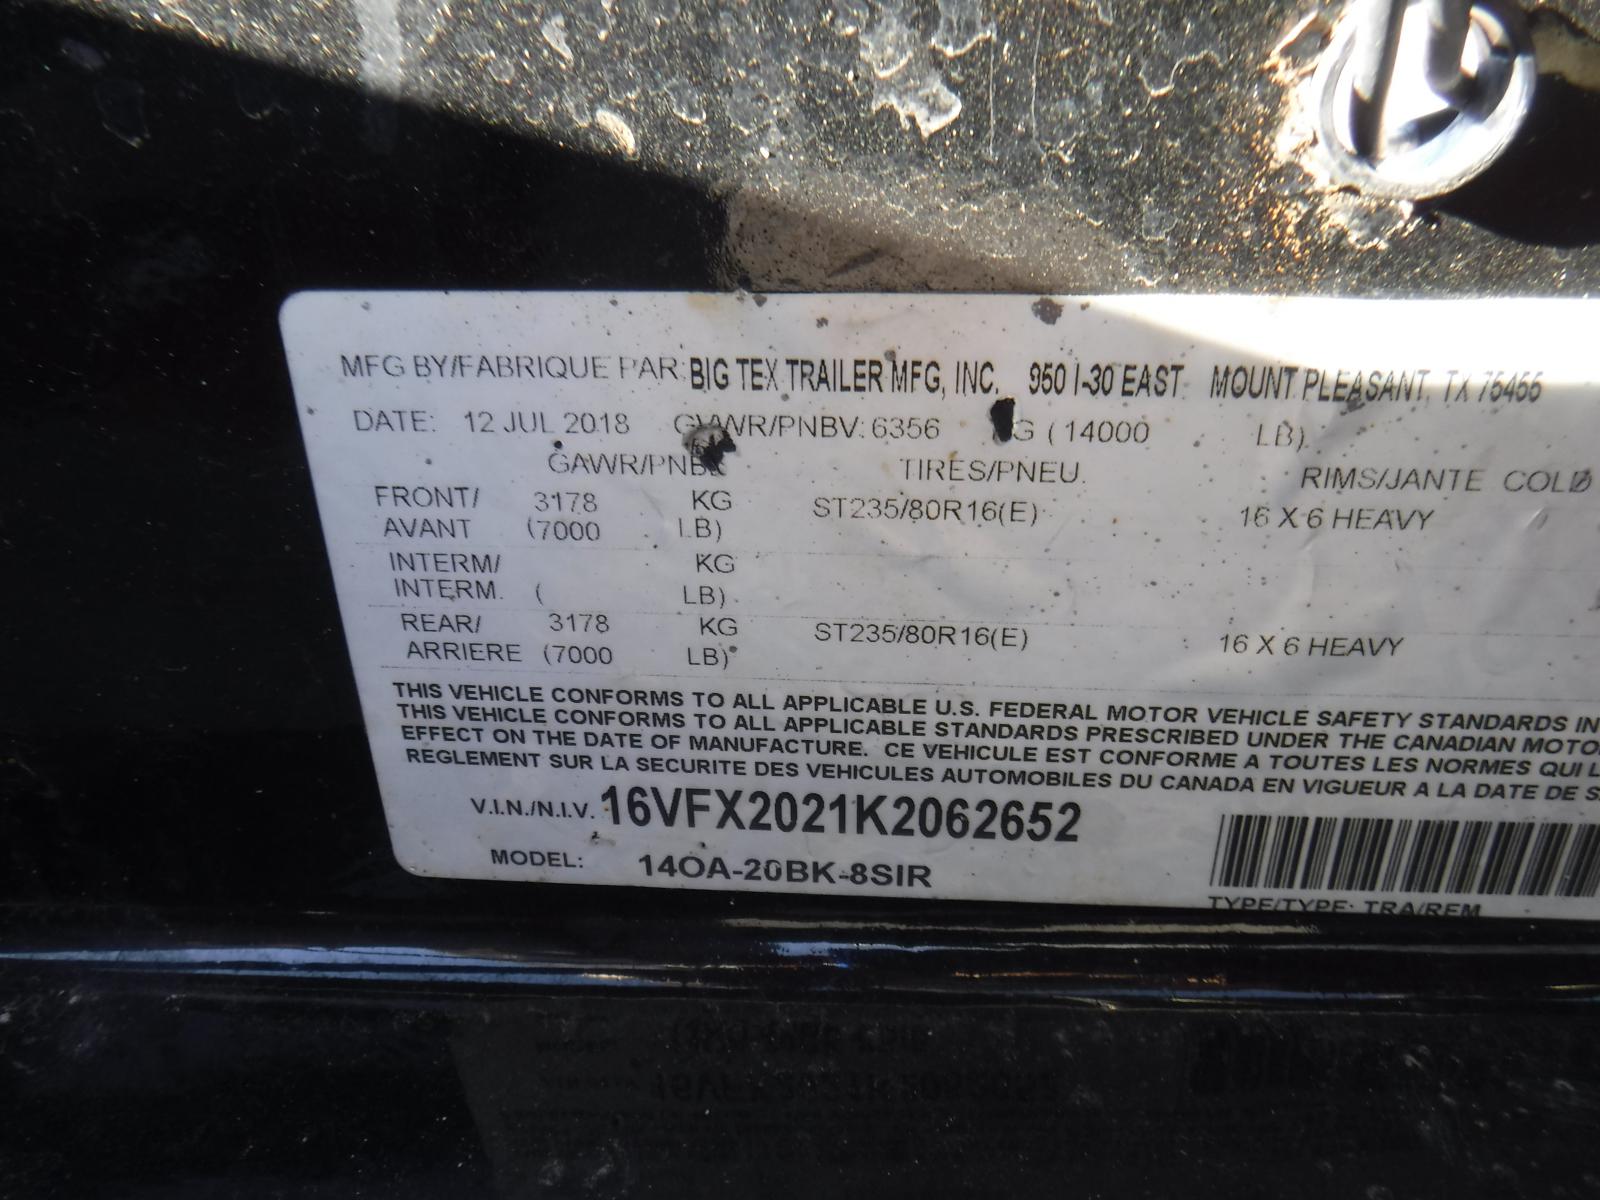 MFG BY/FABRIQUE PAR: BIG TEX TRAILER MFG, INC. 950 I-30 EAST MOUNT PLEASANT, TX 75455
DATE: 12 JUL 2018 GVWR/PNBV: 6356 KG (14000 LB)
GAWR/PNBE TIRES/PNEU RIMS/JANTE COLD
FRONT/ 3178 KG ST235/80R16(E) 16 X 6 HEAVY
AVANT (7000 LB)
INTERM/ KG
INTERM. ( LB)
REAR/ 3178 KG ST235/80R16(E) 16 X 6 HEAVY
ARRIERE (7000 LB)
THIS VEHICLE CONFORMS TO ALL APPLICABLE U.S. FEDERAL MOTOR VEHICLE SAFETY STANDARDS IN
THIS VEHICLE CONFORMS TO ALL APPLICABLE STANDARDS PRESCRIBED UNDER THE CANADIAN MOTO
EFFECT ON THE DATE OF MANUFACTURE. CE VEHICULE EST CONFORME A TOUTES LES NORMES QUI L
REGLEMENT SUR LA SECURITE DES VEHICULES AUTOMOBILES DU CANADA EN VIGUEUR A LA DATE DE S
V.I.N./N.I.V. 16VFX2021K2062652
MODEL: 14OA-20BK-8SIR
TYPE/TYPE: TRA/REM